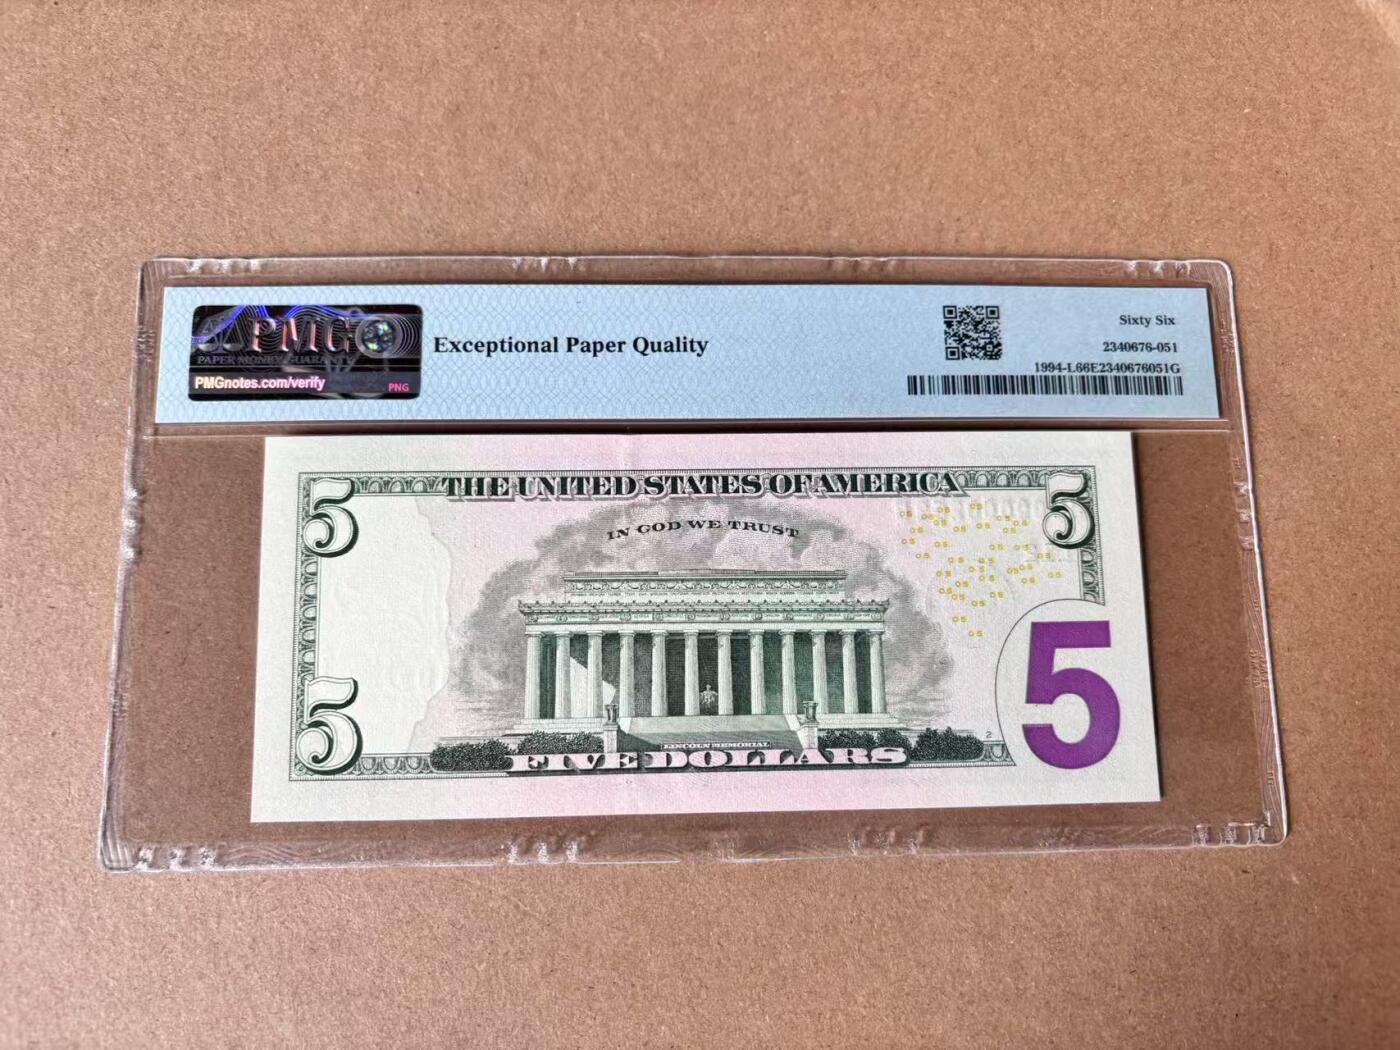 PMG
PAPER MONEY GUARANTY
PMGnotes.com/verify
PNG
Exceptional Paper Quality
Sixty Six
2340676-051
1994-L66E2340676051G
5
THE UNITED STATES OF AMERICA
5
IN GOD WE TRUST
5
LINCOLN MEMORIAL
FIVE DOLLARS
2
5